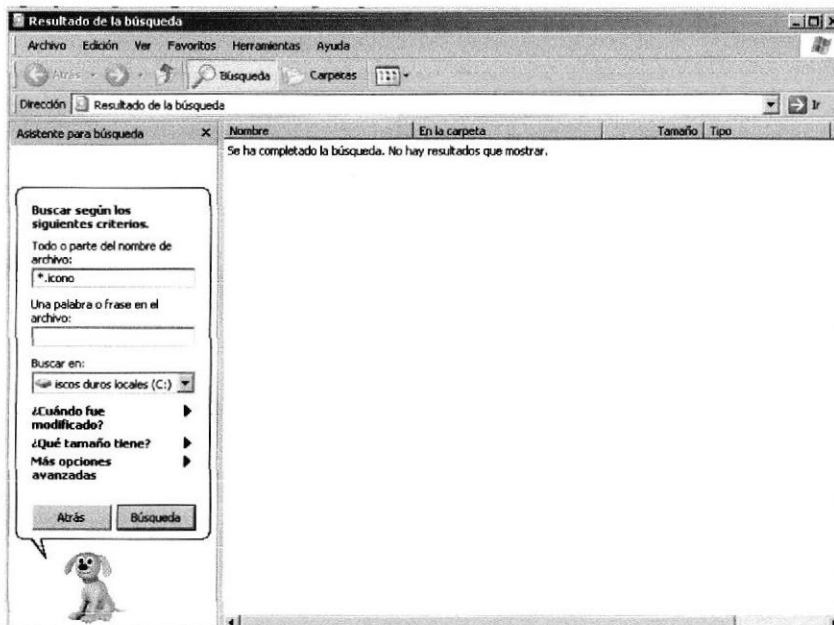 Resultado de la búsqueda
Archivo Edición Ver Favoritos Herramientas Ayuda
Atrás Búsqueda Carpetas
Dirección Resultado de la búsqueda Ir
Asistente para búsqueda
Nombre En la carpeta Tamaño Tipo
Se ha completado la búsqueda. No hay resultados que mostrar.
Buscar según los
siguientes criterios.
Todo o parte del nombre de
archivo:
*.icono
Una palabra o frase en el
archivo:
Buscar en:
iscos duros locales (C:)
¿Cuándo fue
modificado?
¿Qué tamaño tiene?
Más opciones
avanzadas
Atrás Búsqueda